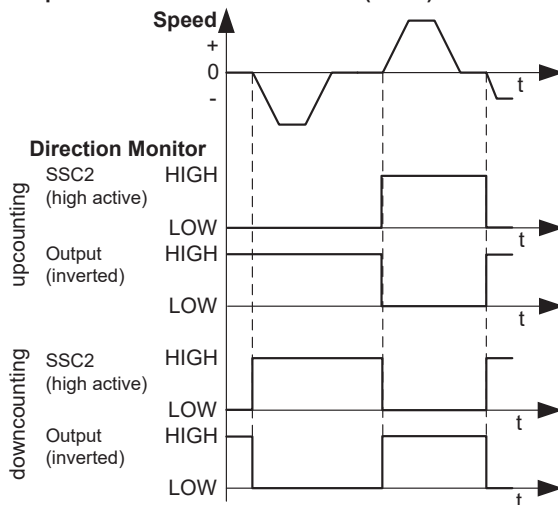 Speed
+
0
-
t
Direction Monitor
upcounting
SSC2
(high active)
HIGH
LOW
t
Output
(inverted)
HIGH
LOW
t
downcounting
SSC2
(high active)
HIGH
LOW
t
Output
(inverted)
HIGH
LOW
t